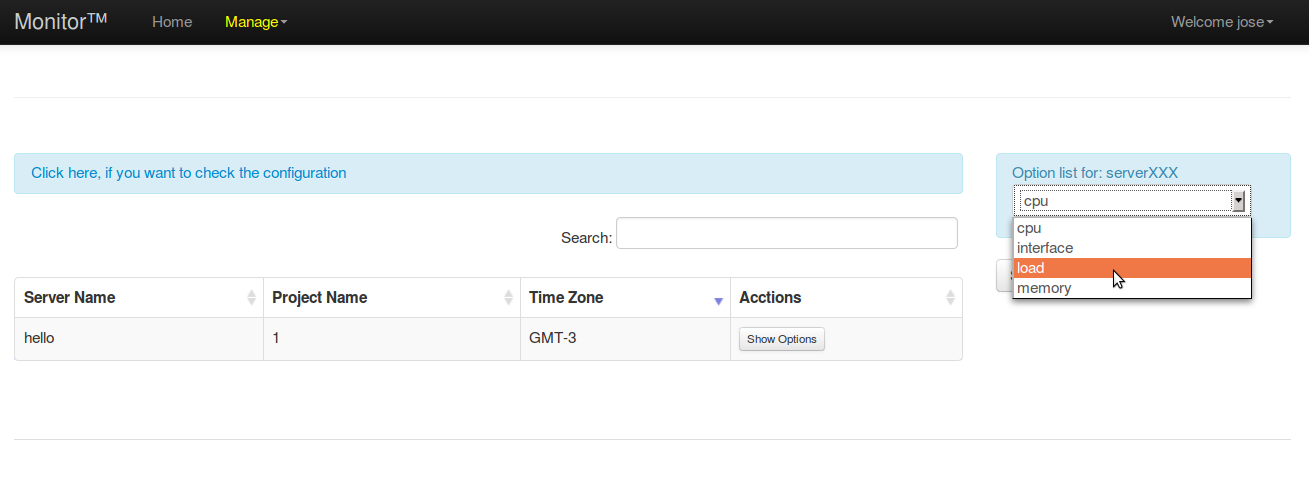 Monitor™ Home Manage Welcome jose
Click here, if you want to check the configuration
Search:
Server Name Project Name Time Zone Acctions
hello 1 GMT-3 Show Options
Option list for: serverXXX
cpu
cpu
interface
load
memory